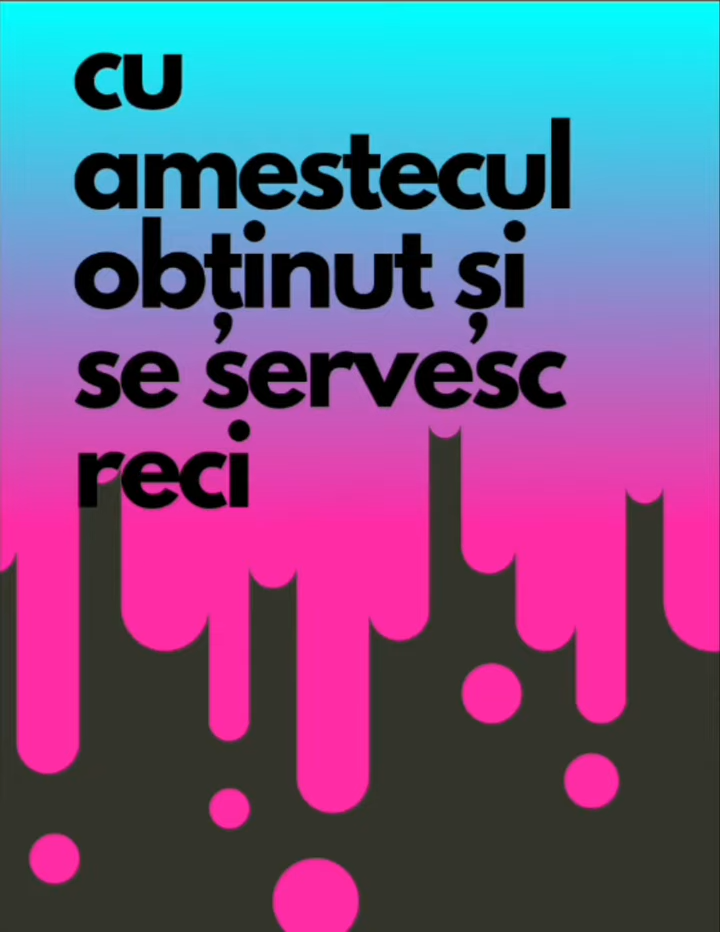 cu
amestecul
obținut și
se servesc
reci